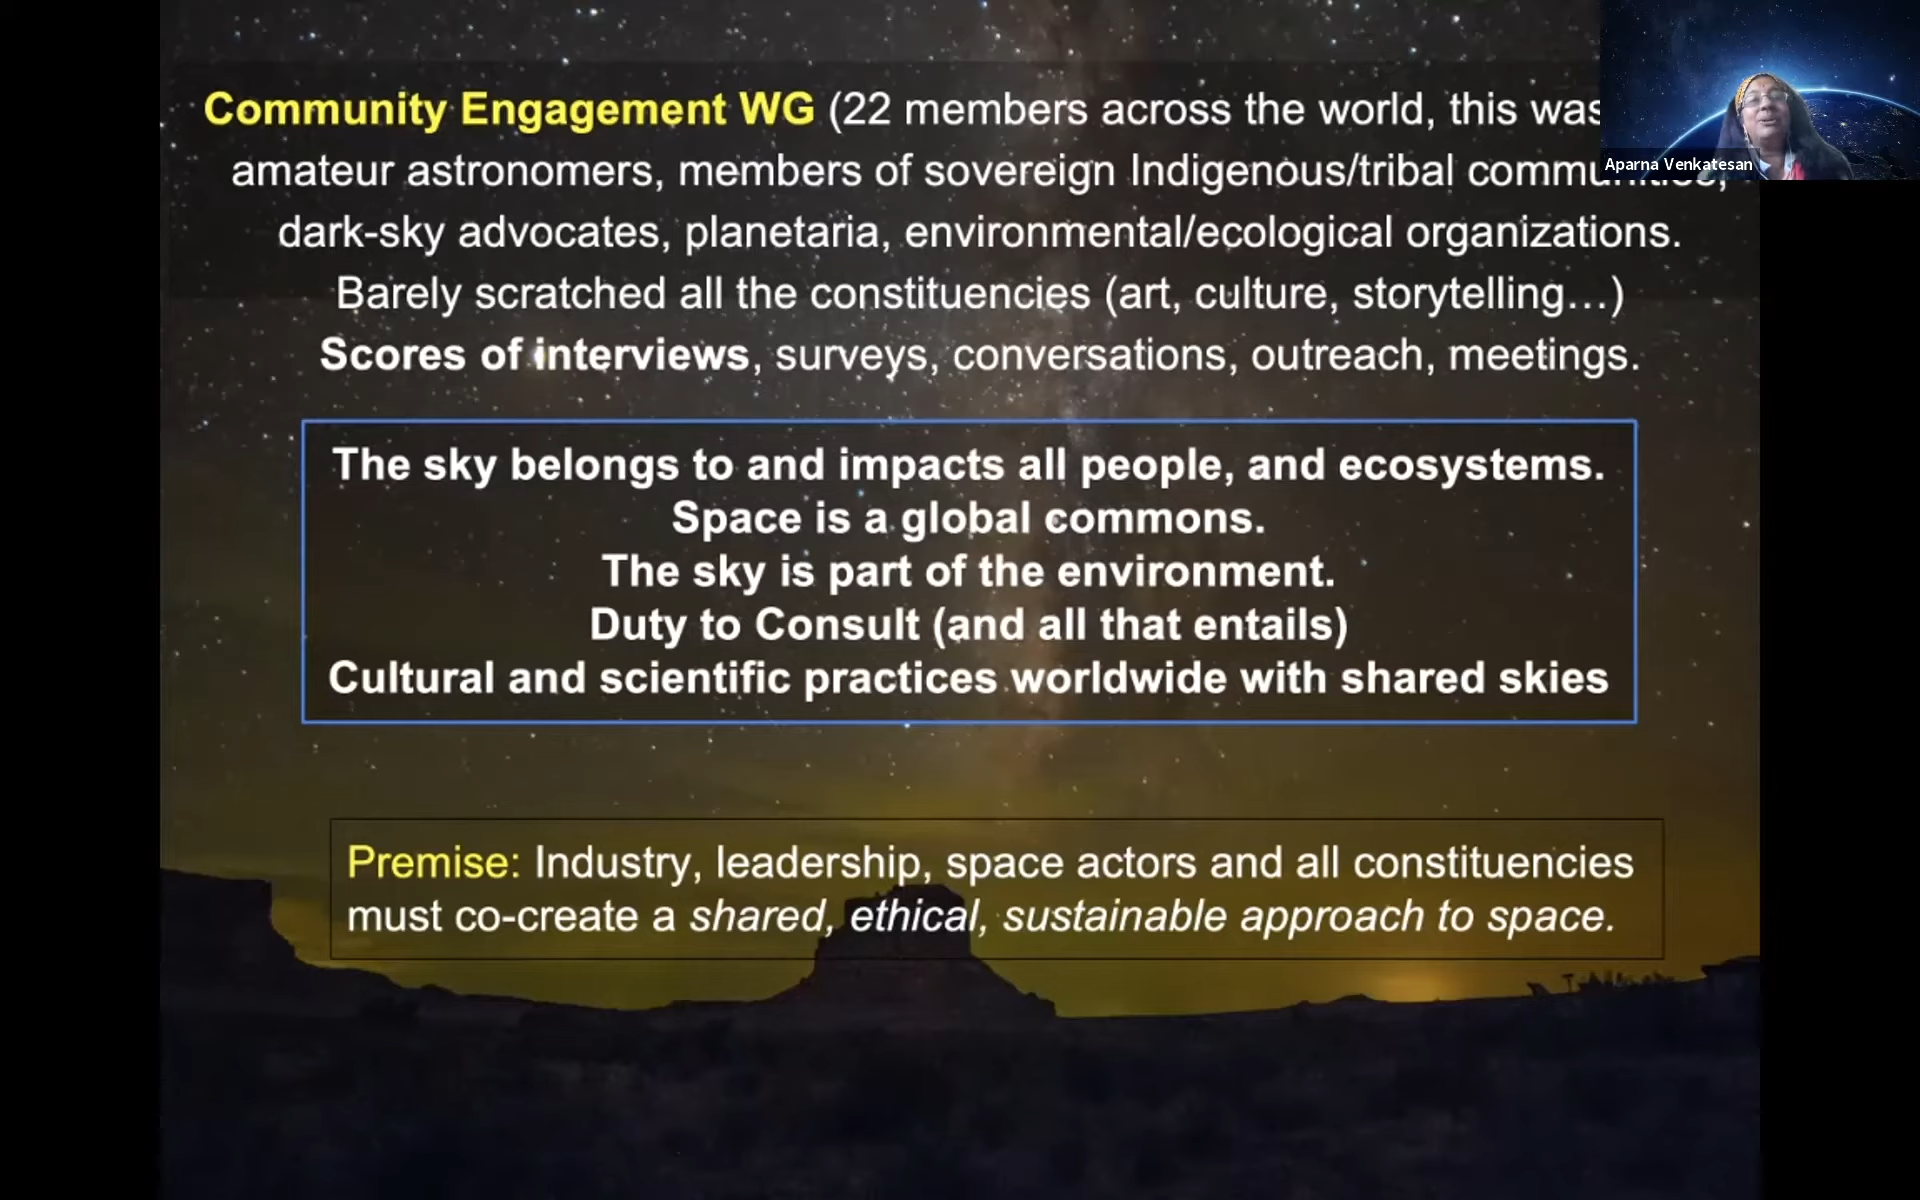 Community Engagement WG (22 members across the world, this was
amateur astronomers, members of sovereign Indigenous/tribal communities,
dark-sky advocates, planetaria, environmental/ecological organizations.
Barely scratched all the constituencies (art, culture, storytelling…)
Scores of interviews, surveys, conversations, outreach, meetings.
The sky belongs to and impacts all people, and ecosystems.
Space is a global commons.
The sky is part of the environment.
Duty to Consult (and all that entails)
Cultural and scientific practices worldwide with shared skies
Premise: Industry, leadership, space actors and all constituencies
must co-create a shared, ethical, sustainable approach to space.
Aparna Venkatesan